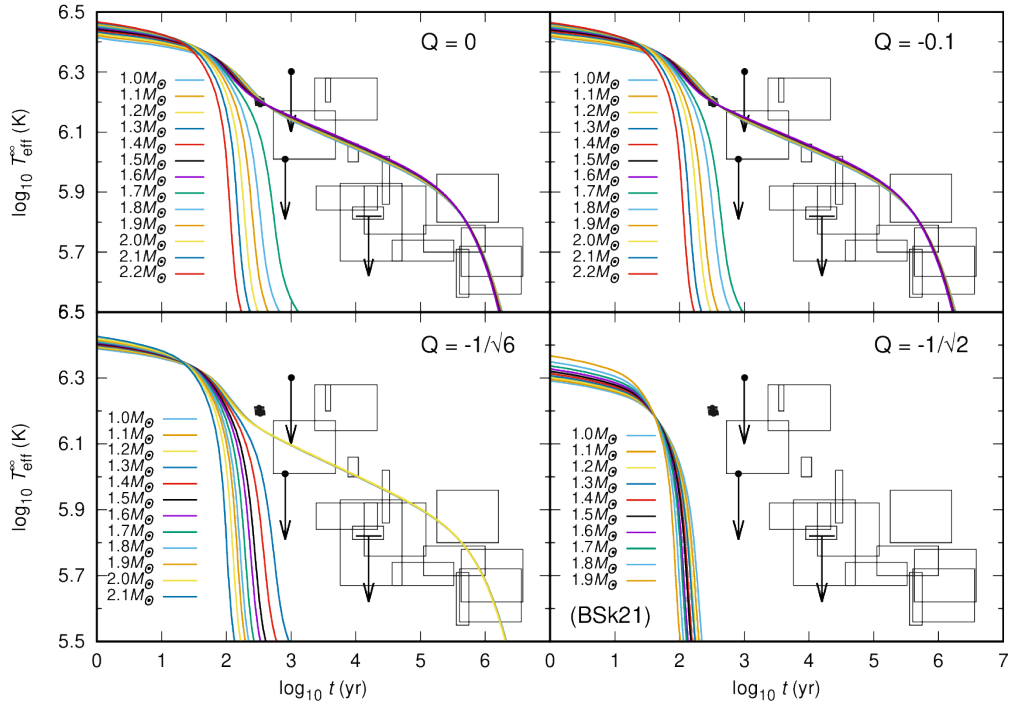 6.5
6.3
6.1
5.9
5.7
log₁₀ T∞eff (K)
Q = 0
1.0M⊙
1.1M⊙
1.2M⊙
1.3M⊙
1.4M⊙
1.5M⊙
1.6M⊙
1.7M⊙
1.8M⊙
1.9M⊙
2.0M⊙
2.1M⊙
2.2M⊙
Q = -0.1
1.0M⊙
1.1M⊙
1.2M⊙
1.3M⊙
1.4M⊙
1.5M⊙
1.6M⊙
1.7M⊙
1.8M⊙
1.9M⊙
2.0M⊙
2.1M⊙
2.2M⊙
6.5
6.3
6.1
5.9
5.7
5.5
log₁₀ T∞eff (K)
Q = -1/√6
1.0M⊙
1.1M⊙
1.2M⊙
1.3M⊙
1.4M⊙
1.5M⊙
1.6M⊙
1.7M⊙
1.8M⊙
1.9M⊙
2.0M⊙
2.1M⊙
0 1 2 3 4 5 6
log₁₀ t (yr)
Q = -1/√2
1.0M⊙
1.1M⊙
1.2M⊙
1.3M⊙
1.4M⊙
1.5M⊙
1.6M⊙
1.7M⊙
1.8M⊙
1.9M⊙
(BSk21)
0 1 2 3 4 5 6 7
log₁₀ t (yr)